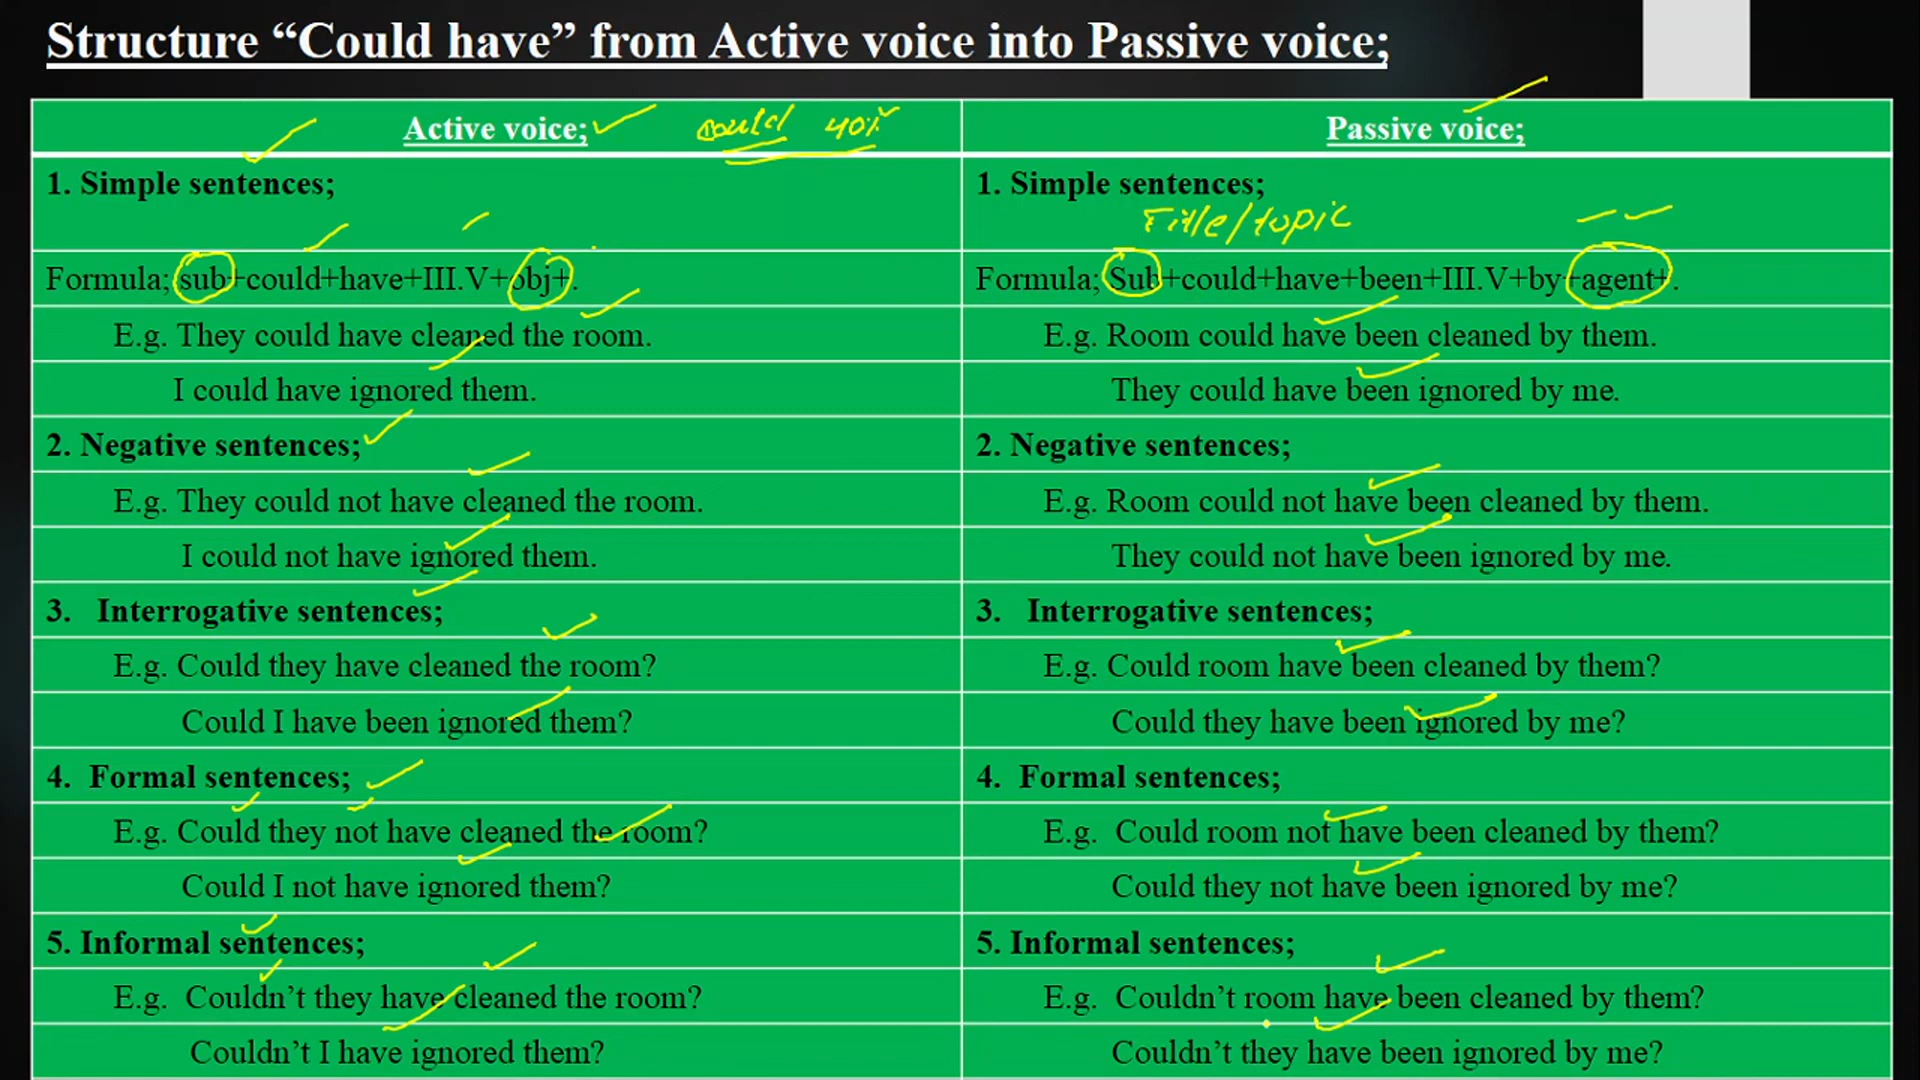 Structure “Could have” from Active voice into Passive voice;
Active voice;
could 40%
Passive voice;
1. Simple sentences;
1. Simple sentences;
Title/topic
Formula; sub+could+have+III.V+obj+.
Formula; Sub+could+have+been+III.V+by+agent+.
E.g. They could have cleaned the room.
E.g. Room could have been cleaned by them.
I could have ignored them.
They could have been ignored by me.
2. Negative sentences;
2. Negative sentences;
E.g. They could not have cleaned the room.
E.g. Room could not have been cleaned by them.
I could not have ignored them.
They could not have been ignored by me.
3. Interrogative sentences;
3. Interrogative sentences;
E.g. Could they have cleaned the room?
E.g. Could room have been cleaned by them?
Could I have been ignored them?
Could they have been ignored by me?
4. Formal sentences;
4. Formal sentences;
E.g. Could they not have cleaned the room?
E.g. Could room not have been cleaned by them?
Could I not have ignored them?
Could they not have been ignored by me?
5. Informal sentences;
5. Informal sentences;
E.g. Couldn’t they have cleaned the room?
E.g. Couldn’t room have been cleaned by them?
Couldn’t I have ignored them?
Couldn’t they have been ignored by me?